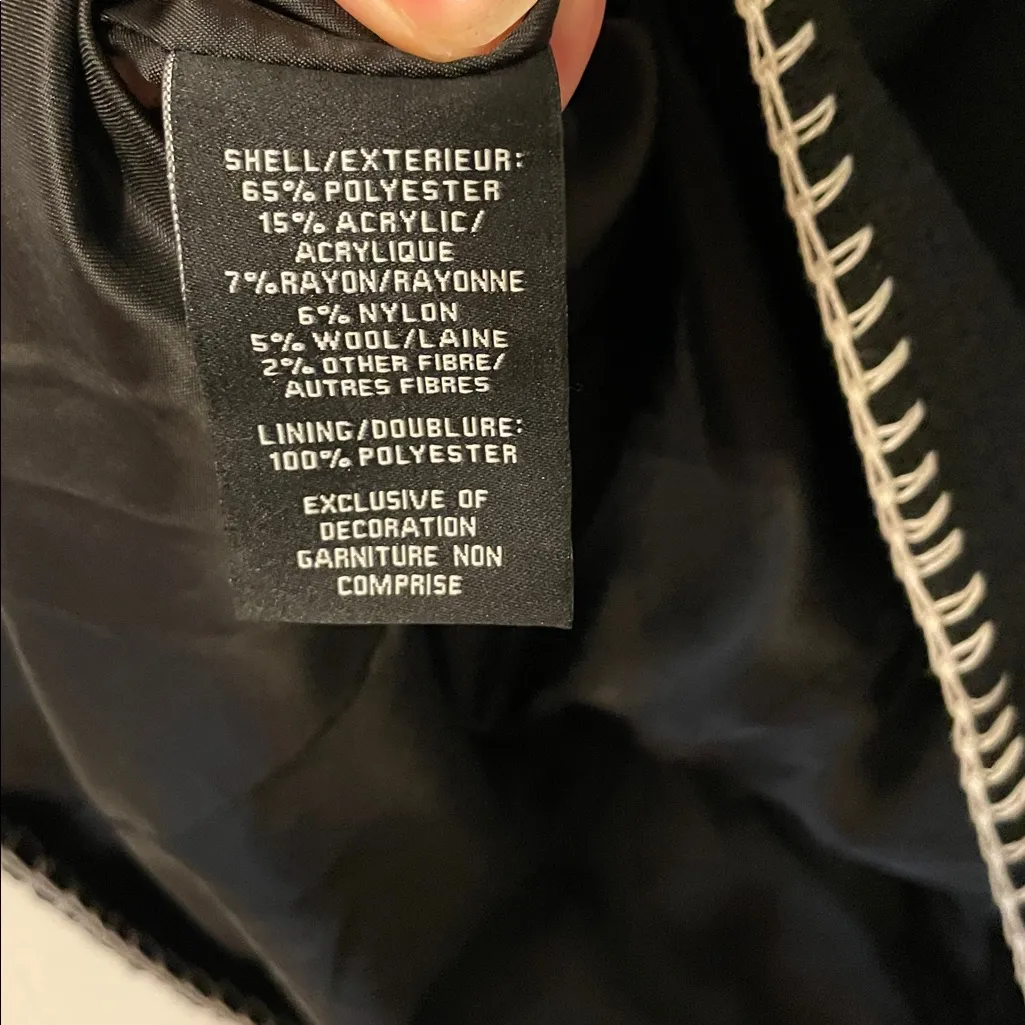 SHELL/EXTERIEUR:
65% POLYESTER
15% ACRYLIC/
ACRYLIQUE
7%RAYON/RAYONNE
6% NYLON
5% WOOL/LAINE
2% OTHER FIBRE/
AUTRES FIBRES
LINING/DOUBLURE:
100% POLYESTER
EXCLUSIVE OF
DECORATION
GARNITURE NON
COMPRISE